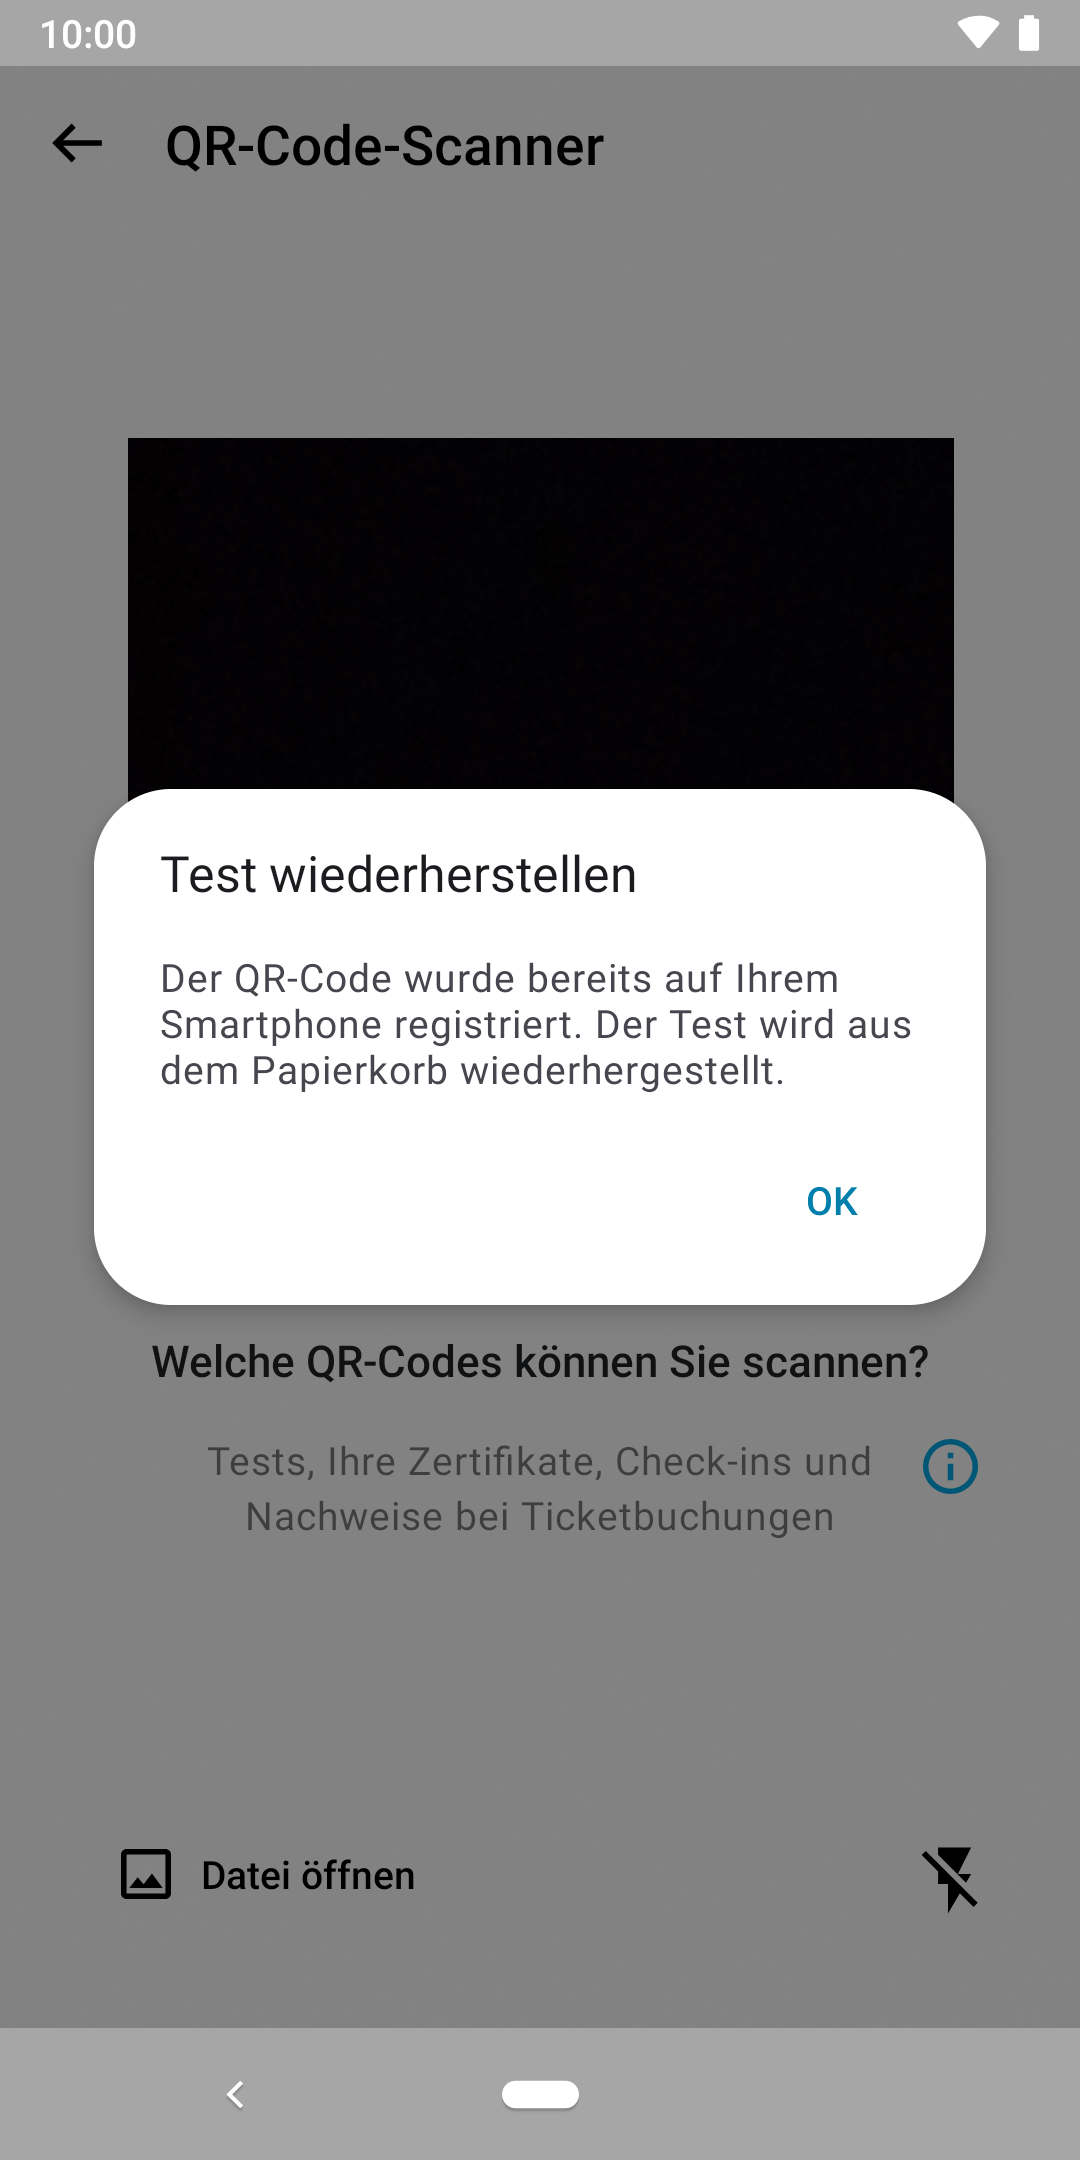 10:00
QR-Code-Scanner
Test wiederherstellen
Der QR-Code wurde bereits auf Ihrem
Smartphone registriert. Der Test wird aus
dem Papierkorb wiederhergestellt.
OK
Welche QR-Codes können Sie scannen?
Tests, Ihre Zertifikate, Check-ins und
Nachweise bei Ticketbuchungen
Datei öffnen